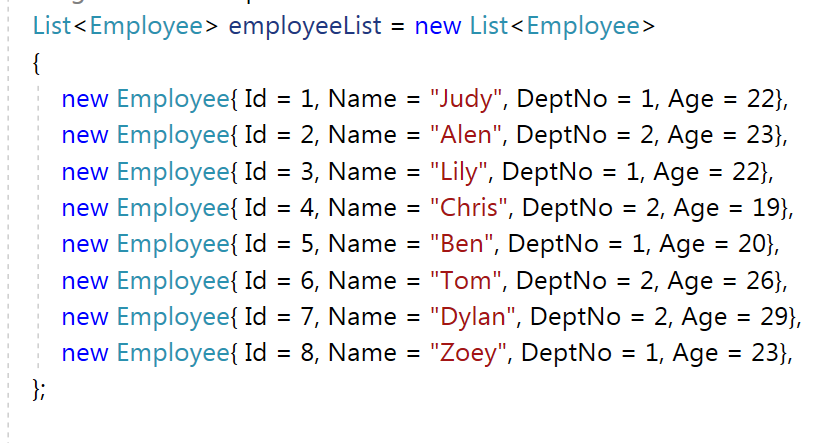 List<Employee> employeeList = new List<Employee>
{
new Employee{ Id = 1, Name = "Judy", DeptNo = 1, Age = 22},
new Employee{ Id = 2, Name = "Alen", DeptNo = 2, Age = 23},
new Employee{ Id = 3, Name = "Lily", DeptNo = 1, Age = 22},
new Employee{ Id = 4, Name = "Chris", DeptNo = 2, Age = 19},
new Employee{ Id = 5, Name = "Ben", DeptNo = 1, Age = 20},
new Employee{ Id = 6, Name = "Tom", DeptNo = 2, Age = 26},
new Employee{ Id = 7, Name = "Dylan", DeptNo = 2, Age = 29},
new Employee{ Id = 8, Name = "Zoey", DeptNo = 1, Age = 23},
};